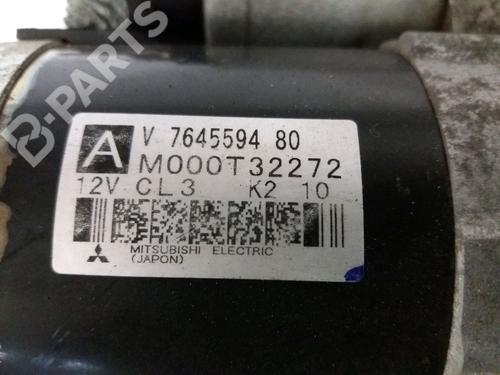 B-PARTS
A
V 7645594 80
M000T32272
12V CL3 K2 10
MITSUBISHI ELECTRIC
(JAPON)